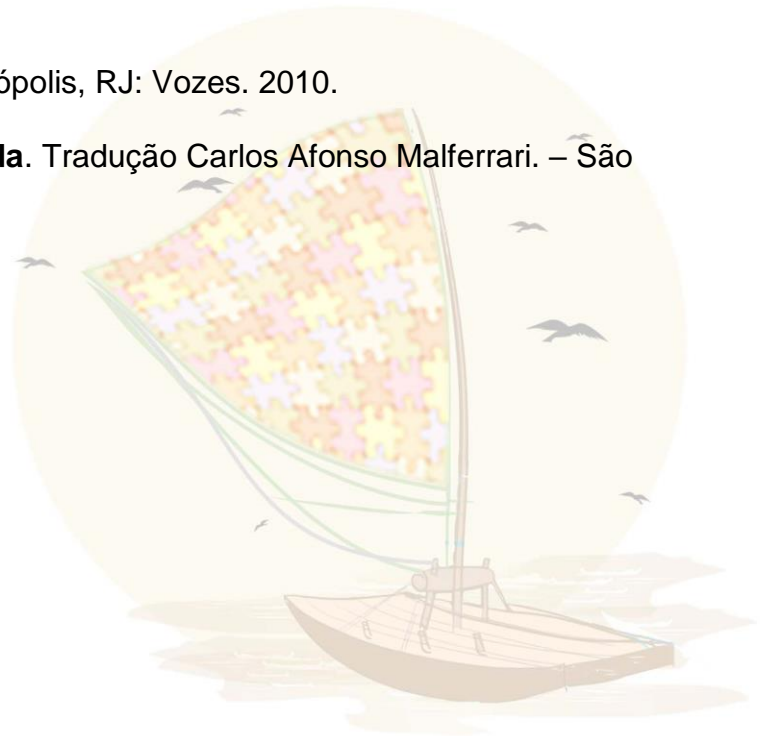 ópolis, RJ: Vozes. 2010.
la. Tradução Carlos Afonso Malferrari. – São